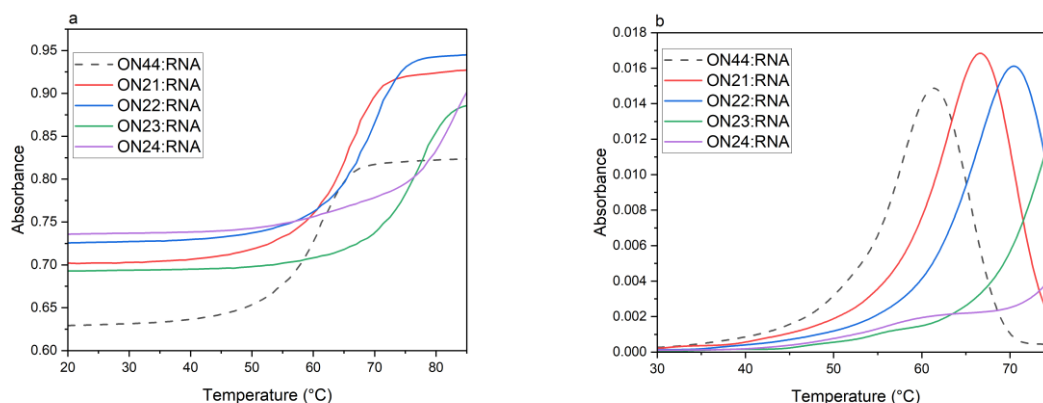 a
0.95
0.90
0.85
0.80
0.75
0.70
0.65
0.60
Absorbance
ON44:RNA
ON21:RNA
ON22:RNA
ON23:RNA
ON24:RNA
20 30 40 50 60 70 80
Temperature (°C)
b
0.018
0.016
0.014
0.012
0.010
0.008
0.006
0.004
0.002
0.000
Absorbance
ON44:RNA
ON21:RNA
ON22:RNA
ON23:RNA
ON24:RNA
30 40 50 60 70
Temperature (°C)